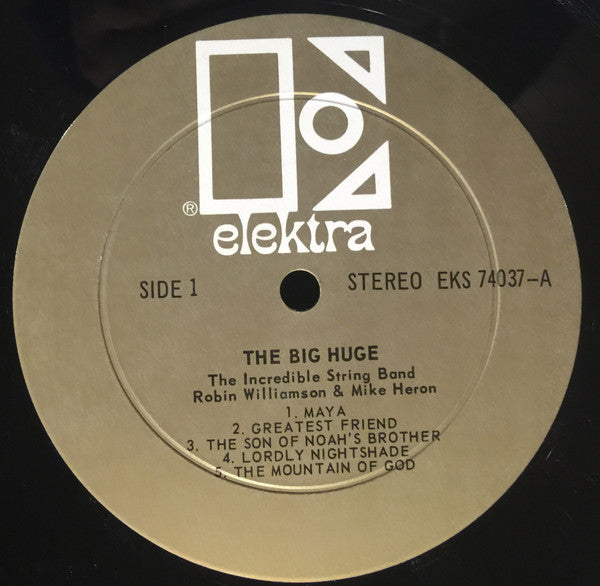 ®
elektra
SIDE 1
STEREO EKS 74037-A
THE BIG HUGE
The Incredible String Band
Robin Williamson & Mike Heron
1. MAYA
2. GREATEST FRIEND
3. THE SON OF NOAH'S BROTHER
4. LORDLY NIGHTSHADE
5. THE MOUNTAIN OF GOD